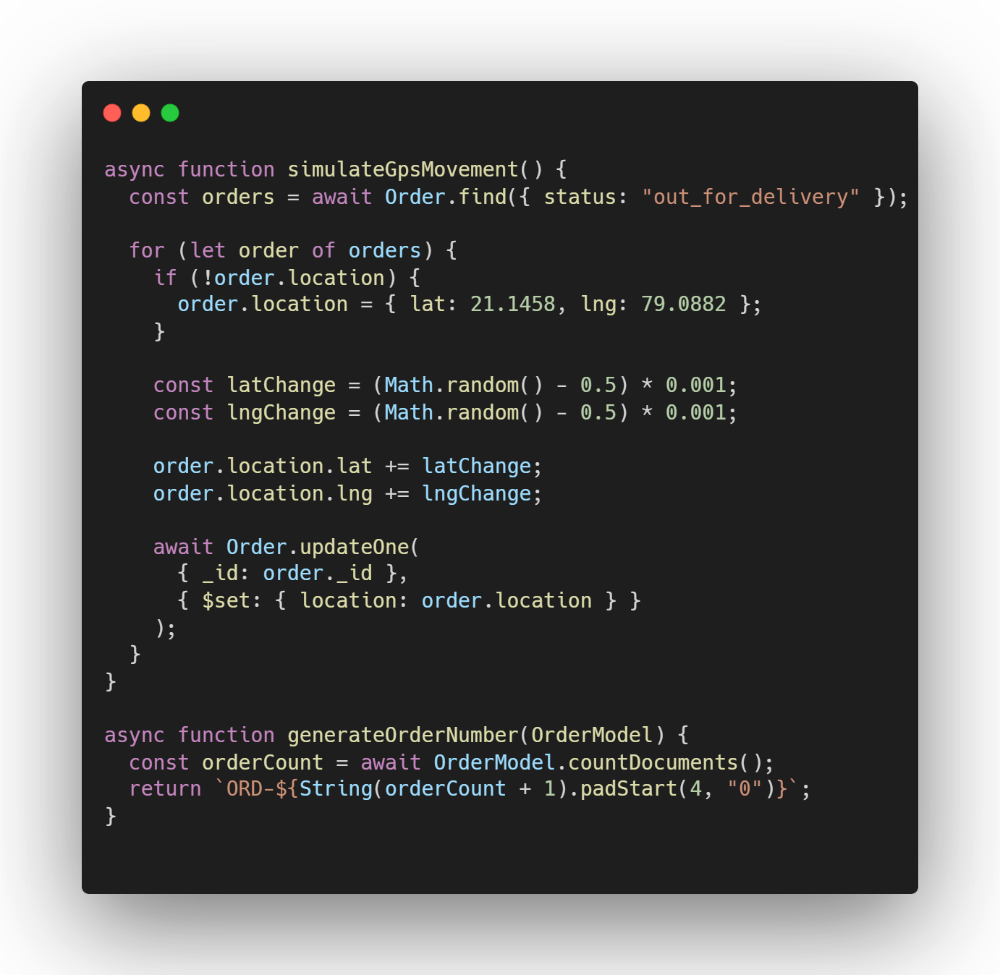 async function simulateGpsMovement() {
  const orders = await Order.find({ status: "out_for_delivery" });

  for (let order of orders) {
    if (!order.location) {
      order.location = { lat: 21.1458, lng: 79.0882 };
    }

    const latChange = (Math.random() - 0.5) * 0.001;
    const lngChange = (Math.random() - 0.5) * 0.001;

    order.location.lat += latChange;
    order.location.lng += lngChange;

    await Order.updateOne(
      { _id: order._id },
      { $set: { location: order.location } }
    );
  }
}

async function generateOrderNumber(OrderModel) {
  const orderCount = await OrderModel.countDocuments();
  return `ORD-${String(orderCount + 1).padStart(4, "0")}`;
}